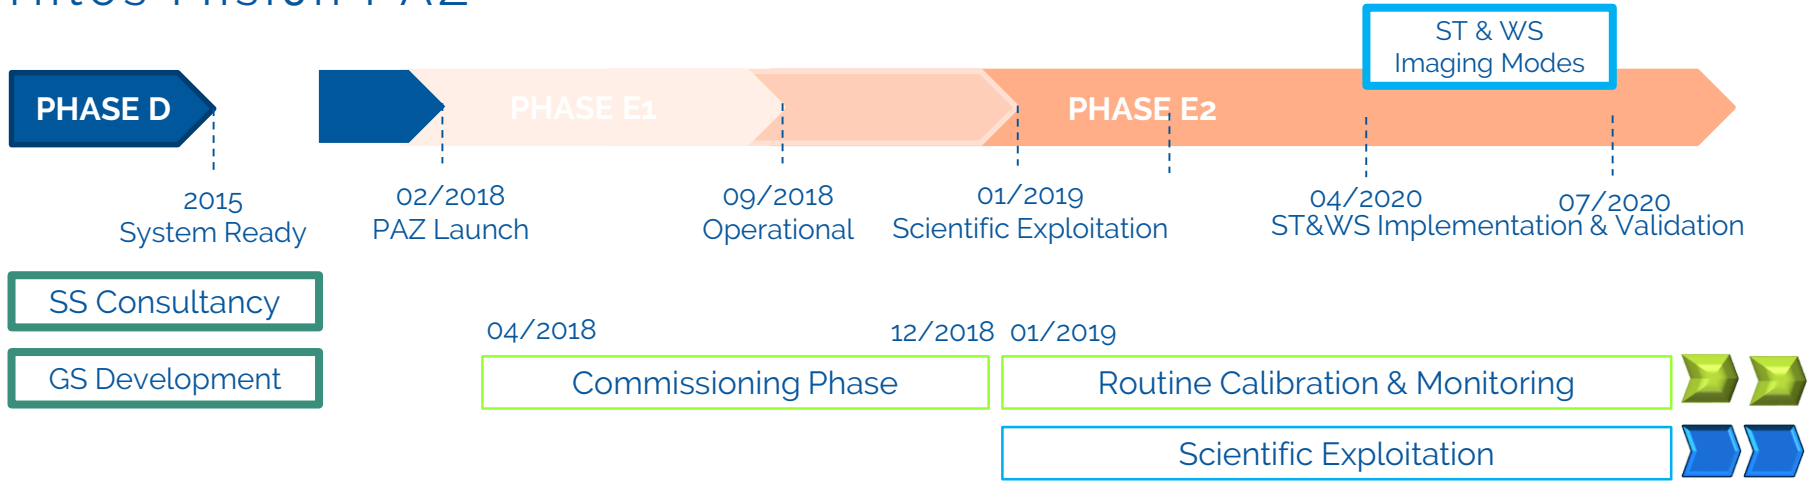 PAZ
ST & WS
Imaging Modes
PHASE D
PHASE E1
PHASE E2
2015
System Ready
02/2018
PAZ Launch
09/2018
Operational
01/2019
Scientific Exploitation
04/2020
07/2020
ST&WS Implementation & Validation
SS Consultancy
GS Development
04/2018
12/2018
01/2019
Commissioning Phase
Routine Calibration & Monitoring
Scientific Exploitation